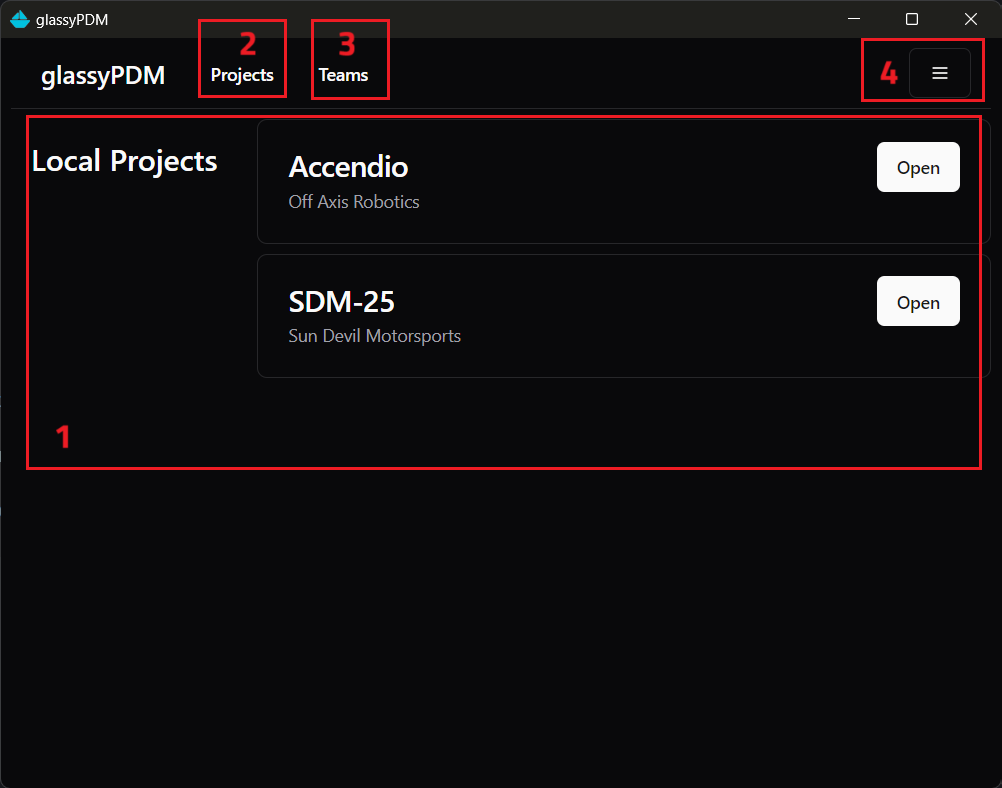 glassyPDM
2
3
glassyPDM
Projects
Teams
4
Local Projects
Accendio
Open
Off Axis Robotics
SDM-25
Open
Sun Devil Motorsports
1